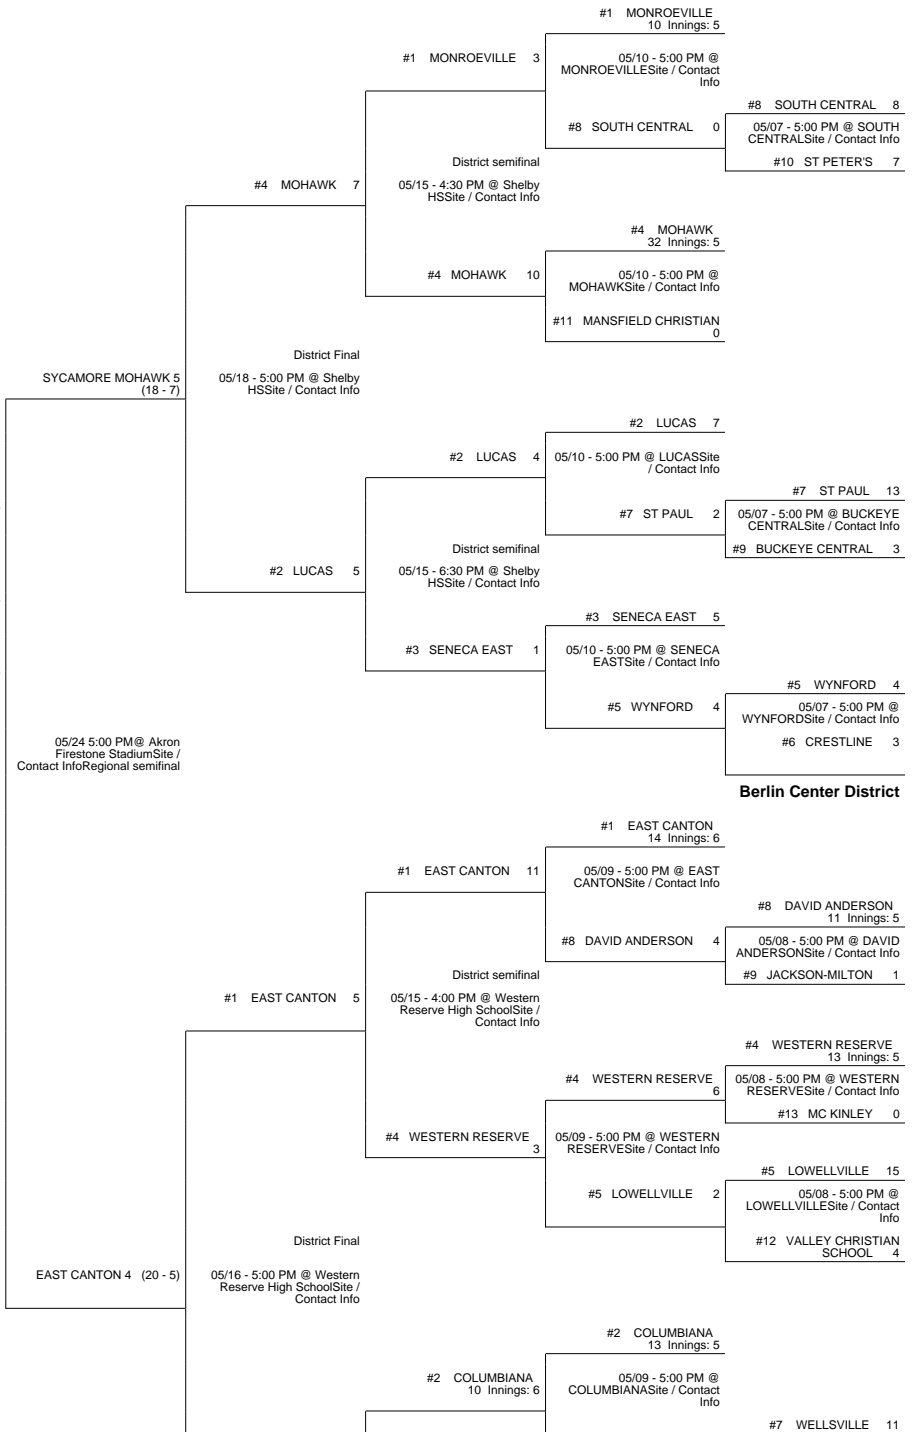 #1 MONROEVILLE
10 Innings: 5
#1 MONROEVILLE 3
05/10 - 5:00 PM @
MONROEVILLESite / Contact
Info
#8 SOUTH CENTRAL 8
#8 SOUTH CENTRAL 0
05/07 - 5:00 PM @ SOUTH
CENTRALSite / Contact Info
#10 ST PETER'S 7
District semifinal
#4 MOHAWK 7
05/15 - 4:30 PM @ Shelby
HSSite / Contact Info
#4 MOHAWK
32 Innings: 5
#4 MOHAWK 10
05/10 - 5:00 PM @
MOHAWKSite / Contact Info
#11 MANSFIELD CHRISTIAN
0
District Final
SYCAMORE MOHAWK 5
(18 - 7)
05/18 - 5:00 PM @ Shelby
HSSite / Contact Info
#2 LUCAS 7
#2 LUCAS 4
05/10 - 5:00 PM @ LUCASSite
/ Contact Info
#7 ST PAUL 13
#7 ST PAUL 2
05/07 - 5:00 PM @ BUCKEYE
CENTRALSite / Contact Info
#9 BUCKEYE CENTRAL 3
District semifinal
#2 LUCAS 5
05/15 - 6:30 PM @ Shelby
HSSite / Contact Info
#3 SENECA EAST 5
#3 SENECA EAST 1
05/10 - 5:00 PM @ SENECA
EASTSite / Contact Info
#5 WYNFORD 4
#5 WYNFORD 4
05/07 - 5:00 PM @
WYNFORDSite / Contact Info
#6 CRESTLINE 3
05/24 5:00 PM@ Akron
Firestone StadiumSite /
Contact InfoRegional semifinal
Berlin Center District
#1 EAST CANTON
14 Innings: 6
#1 EAST CANTON 11
05/09 - 5:00 PM @ EAST
CANTONSite / Contact Info
#8 DAVID ANDERSON
11 Innings: 5
#8 DAVID ANDERSON 4
05/08 - 5:00 PM @ DAVID
ANDERSONSite / Contact Info
#9 JACKSON-MILTON 1
District semifinal
#1 EAST CANTON 5
05/15 - 4:00 PM @ Western
Reserve High SchoolSite /
Contact Info
#4 WESTERN RESERVE
13 Innings: 5
#4 WESTERN RESERVE
6
05/08 - 5:00 PM @ WESTERN
RESERVESite / Contact Info
#13 MC KINLEY 0
#4 WESTERN RESERVE
3
05/09 - 5:00 PM @ WESTERN
RESERVESite / Contact Info
#5 LOWELLVILLE 15
#5 LOWELLVILLE 2
05/08 - 5:00 PM @
LOWELLVILLESite / Contact
Info
#12 VALLEY CHRISTIAN
SCHOOL 4
District Final
EAST CANTON 4 (20 - 5)
05/16 - 5:00 PM @ Western
Reserve High SchoolSite /
Contact Info
#2 COLUMBIANA
13 Innings: 5
#2 COLUMBIANA
10 Innings: 6
05/09 - 5:00 PM @
COLUMBIANASite / Contact
Info
#7 WELLSVILLE 11